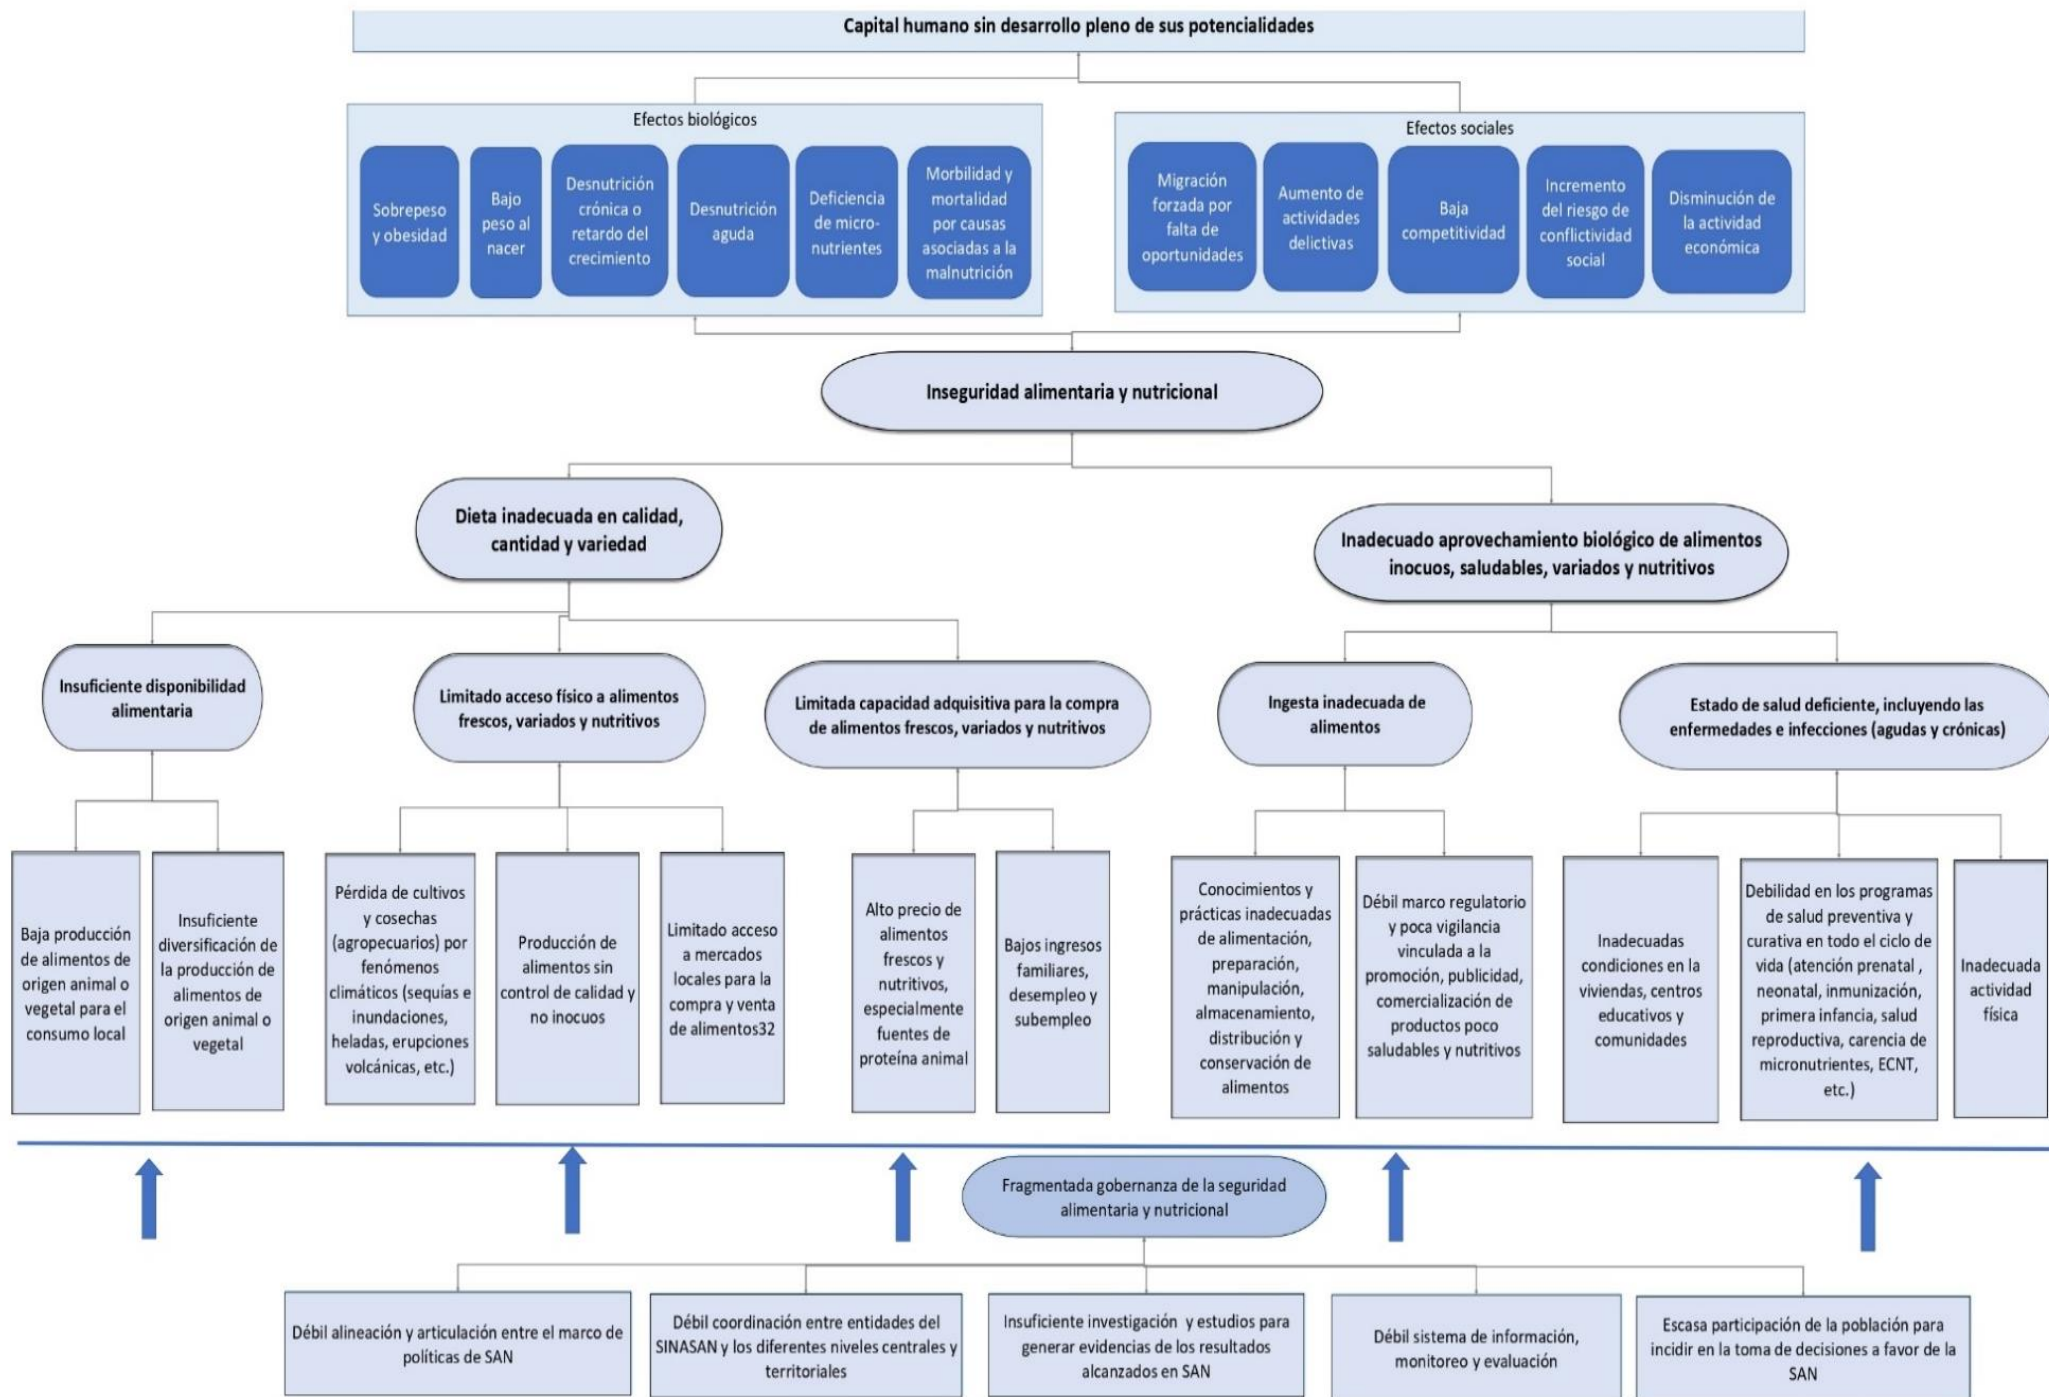 Capital humano sin desarrollo pleno de sus potencialidades
Efectos biológicos
Sobrepeso
y obesidad
Bajo
peso al
nacer
Desnutrición
crónica o
retardo del
crecimiento
Desnutrición
aguda
Deficiencia
de micro-
nutrientes
Morbilidad y
mortalidad
por causas
asociadas a la
malnutrición
Efectos sociales
Migración
forzada por
falta de
oportunidades
Aumento de
actividades
delictivas
Baja
competitividad
Incremento
del riesgo de
conflictividad
social
Disminución de
la actividad
económica
Inseguridad alimentaria y nutricional
Dieta inadecuada en calidad,
cantidad y variedad
Inadecuado aprovechamiento biológico de alimentos
inocuos, saludables, variados y nutritivos
Insuficiente disponibilidad
alimentaria
Limitado acceso físico a alimentos
frescos, variados y nutritivos
Limitada capacidad adquisitiva para la compra
de alimentos frescos, variados y nutritivos
Ingesta inadecuada de
alimentos
Estado de salud deficiente, incluyendo las
enfermedades e infecciones (agudas y crónicas)
Baja producción
de alimentos de
origen animal o
vegetal para el
consumo local
Insuficiente
diversificación de
la producción de
alimentos de
origen animal o
vegetal
Pérdida de cultivos
y cosechas
(agropecuarios) por
fenómenos
climáticos (sequías e
inundaciones,
heladas, erupciones
volcánicas, etc.)
Producción de
alimentos sin
control de calidad y
no inocuos
Limitado acceso
a mercados
locales para la
compra y venta
de alimentos32
Alto precio de
alimentos
frescos y
nutritivos,
especialmente
fuentes de
proteína animal
Bajos ingresos
familiares,
desempleo y
subempleo
Conocimientos y
prácticas inadecuadas
de alimentación,
preparación,
manipulación,
almacenamiento,
distribución y
conservación de
alimentos
Débil marco regulatorio
y poca vigilancia
vinculada a la
promoción, publicidad,
comercialización de
productos poco
saludables y nutritivos
Inadecuadas
condiciones en la
viviendas, centros
educativos y
comunidades
Debilidad en los programas
de salud preventiva y
curativa en todo el ciclo de
vida (atención prenatal ,
neonatal, inmunización,
primera infancia, salud
reproductiva, carencia de
micronutrientes, ECNT,
etc.)
Inadecuada
actividad
física
Fragmentada gobernanza de la seguridad
alimentaria y nutricional
Débil alineación y articulación entre el marco de
políticas de SAN
Débil coordinación entre entidades del
SINASAN y los diferentes niveles centrales y
territoriales
Insuficiente investigación y estudios para
generar evidencias de los resultados
alcanzados en SAN
Débil sistema de información,
monitoreo y evaluación
Escasa participación de la población para
incidir en la toma de decisiones a favor de la
SAN